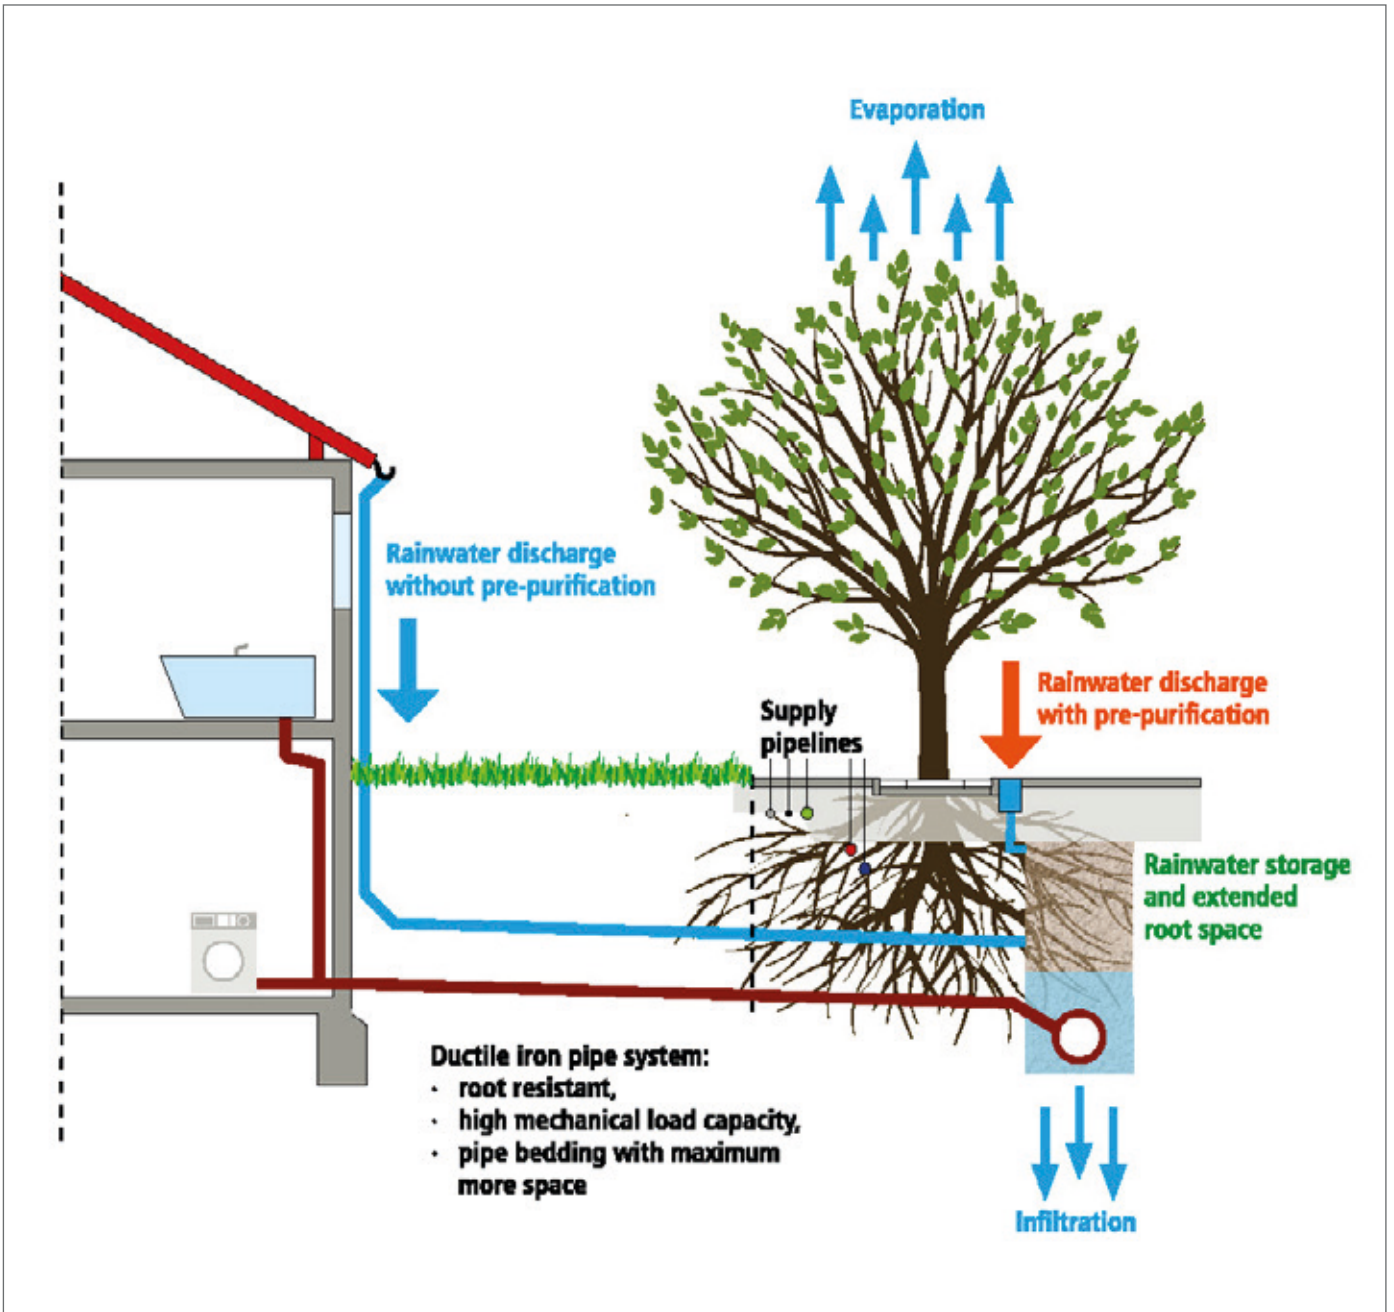 Evaporation
Rainwater discharge
without pre-purification
Supply
pipelines
Rainwater discharge
with pre-purification
Rainwater storage
and extended
root space
Ductile iron pipe system:
· root resistant,
· high mechanical load capacity,
· pipe bedding with maximum
more space
Infiltration